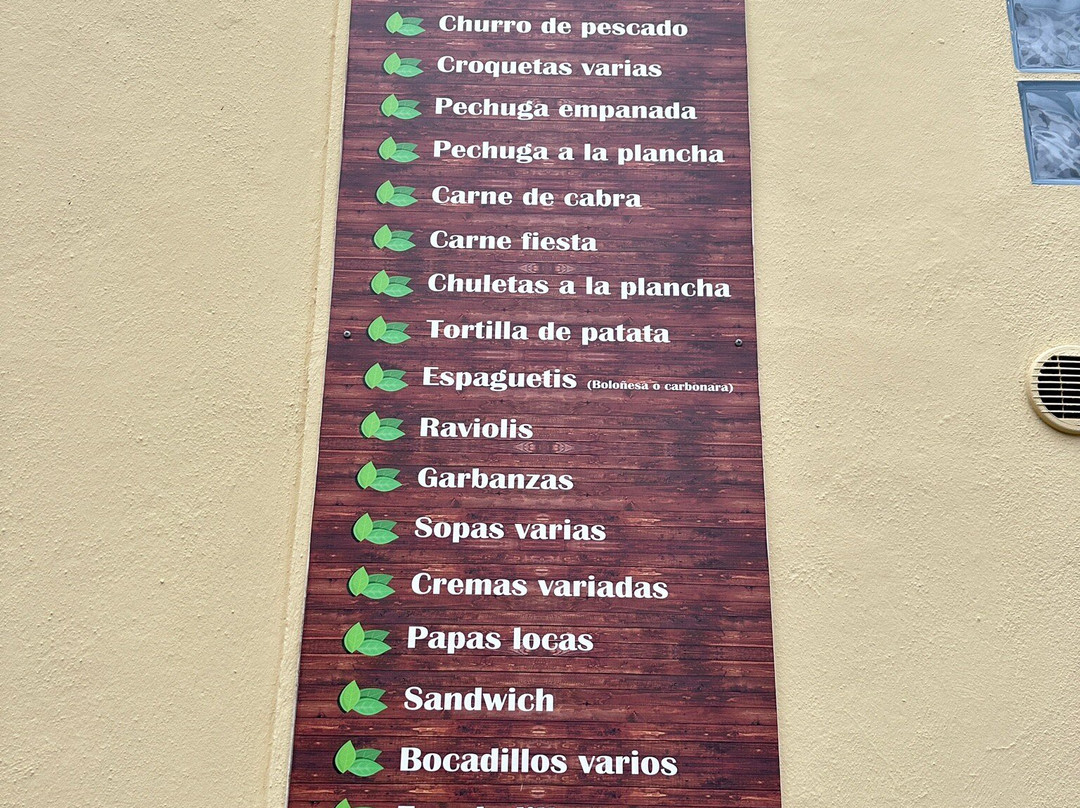 Churro de pescado
Croquetas varias
Pechuga empanada
Pechuga a la plancha
Carne de cabra
Carne fiesta
Chuletas a la plancha
Tortilla de patata
Espaguetis (Boloñesa o carbonara)
Raviolis
Garbanzas
Sopas varias
Cremas variadas
Papas locas
Sandwich
Bocadillos varios